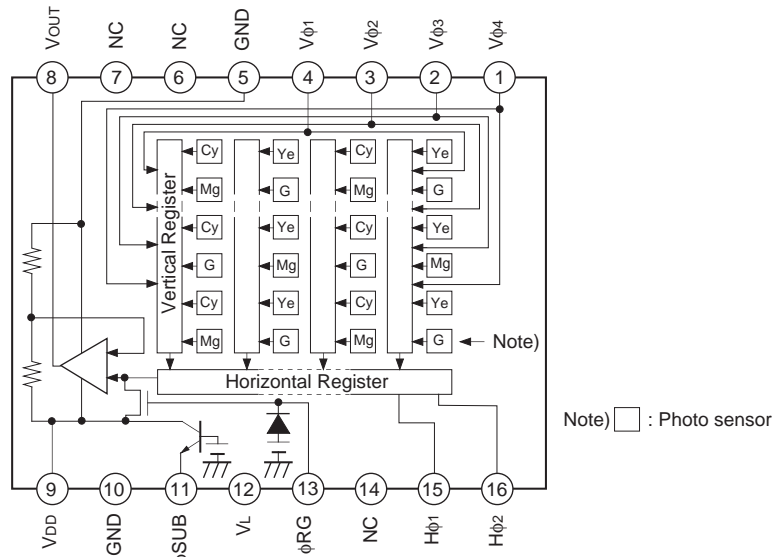 VOUT NC NC GND Vϕ1 Vϕ2 Vϕ3 Vϕ4
8 7 6 5 4 3 2 1
Vertical Register
Cy Ye Cy Ye
Mg G Mg G
Cy Ye Cy Ye
G Mg G Mg
Cy Ye Cy Ye
Mg G Mg G
Note)
Horizontal Register
Note) : Photo sensor
9 10 11 12 13 14 15 16
VDD GND ϕSUB VL ϕRG NC Hϕ1 Hϕ2